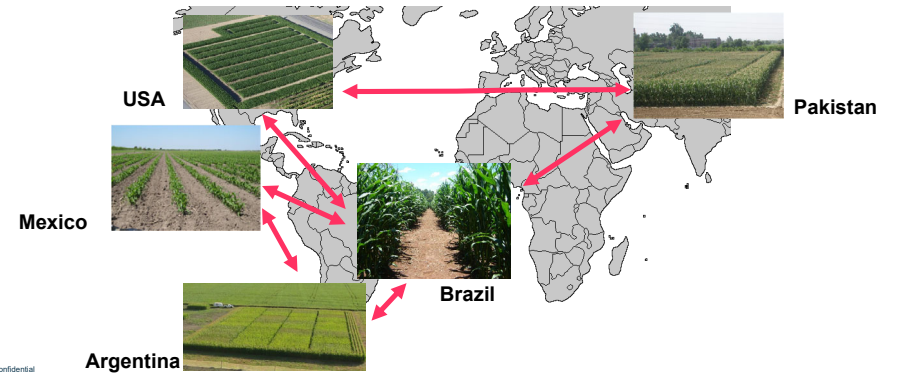 USA
Pakistan
Mexico
Brazil
Argentina
onfidential